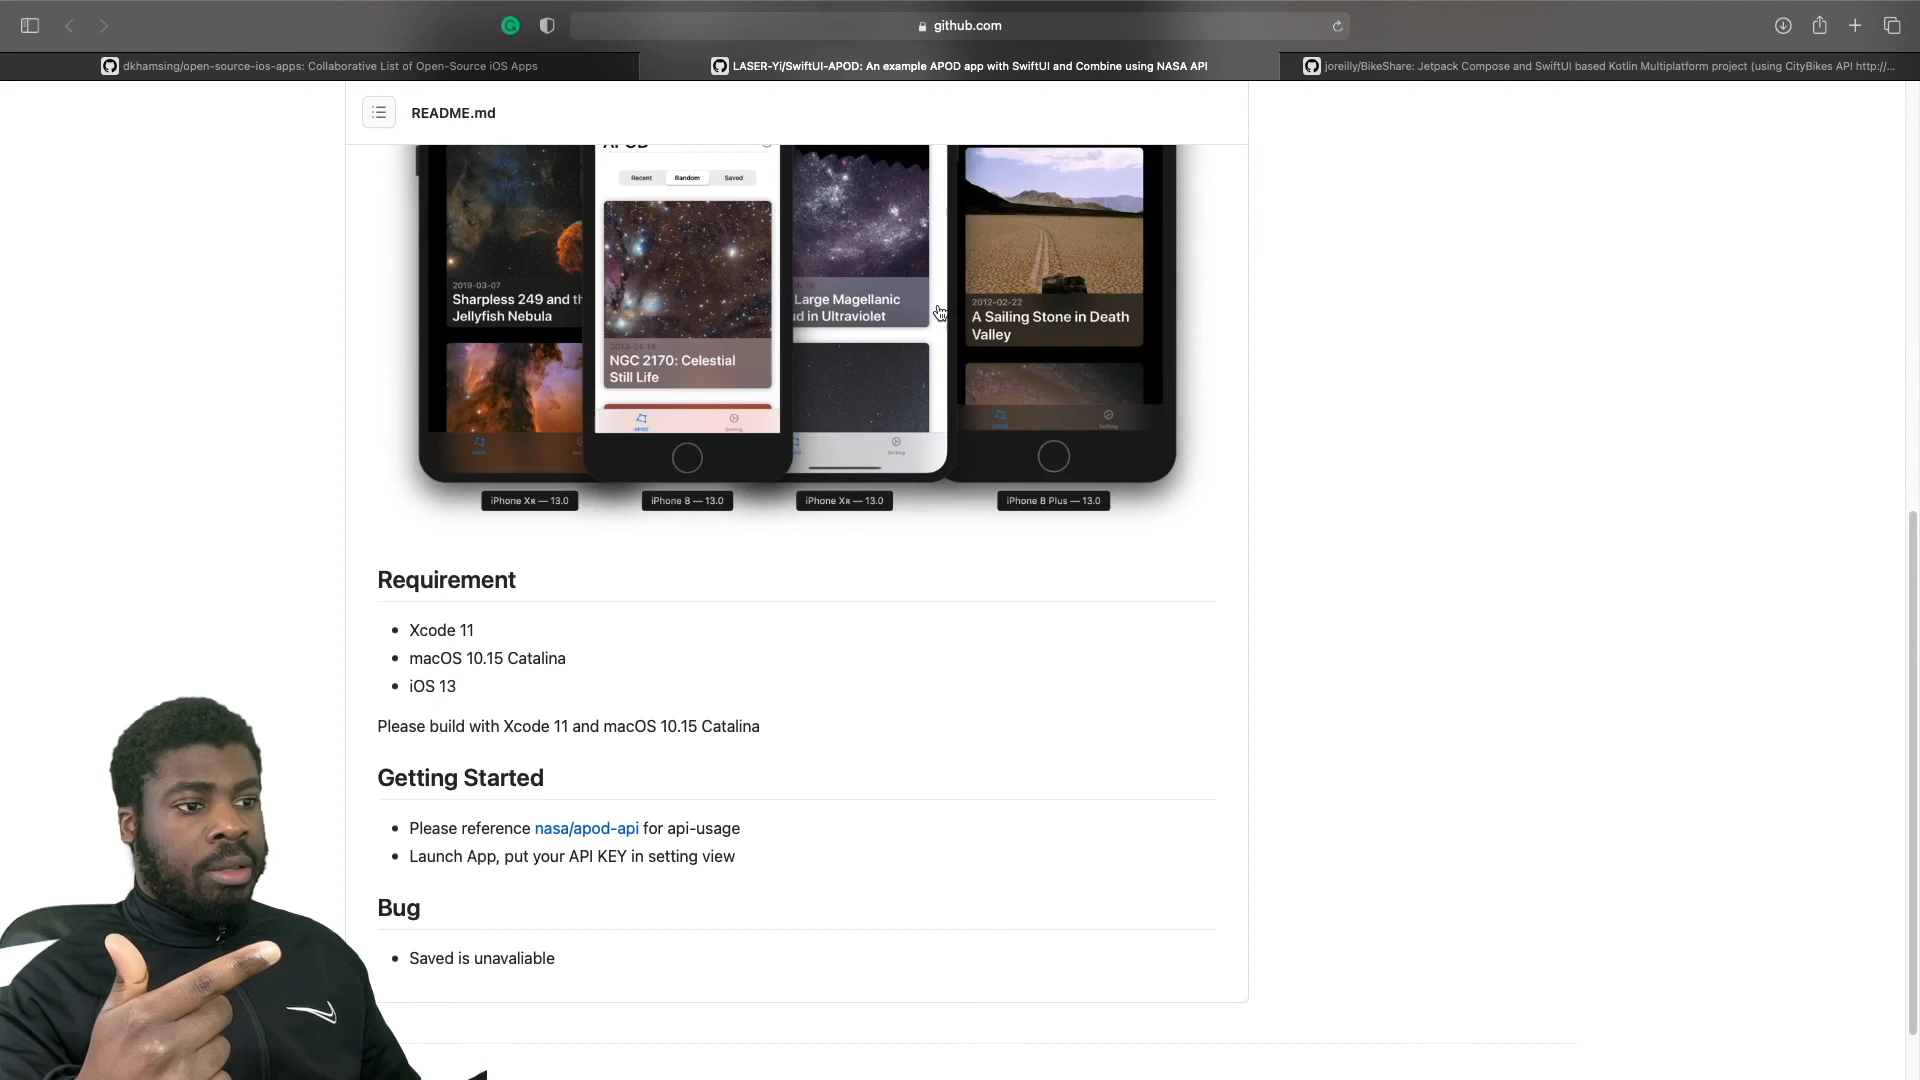 github.com
dkhamsing/open-source-ios-apps: Collaborative List of Open-Source iOS Apps
LASER-Yi/SwiftUI-APOD: An example APOD app with SwiftUI and Combine using NASA API
joreilly/BikeShare: Jetpack Compose and SwiftUI based Kotlin Multiplatform project (using CityBikes API http://...
README.md
APOD
Recent
Random
Saved
2019-03-07
Sharpless 249 and th
Jellyfish Nebula
2013-01-14
NGC 2170: Celestial
Still Life
Large Magellanic
ud in Ultraviolet
2012-02-22
A Sailing Stone in Death
Valley
APOD
APOD
Setting
Setting
APOD
Setting
iPhone Xʀ — 13.0
iPhone 8 — 13.0
iPhone Xʀ — 13.0
iPhone 8 Plus — 13.0
Requirement
• Xcode 11
• macOS 10.15 Catalina
• iOS 13
Please build with Xcode 11 and macOS 10.15 Catalina
Getting Started
• Please reference nasa/apod-api for api-usage
• Launch App, put your API KEY in setting view
Bug
• Saved is unavaliable